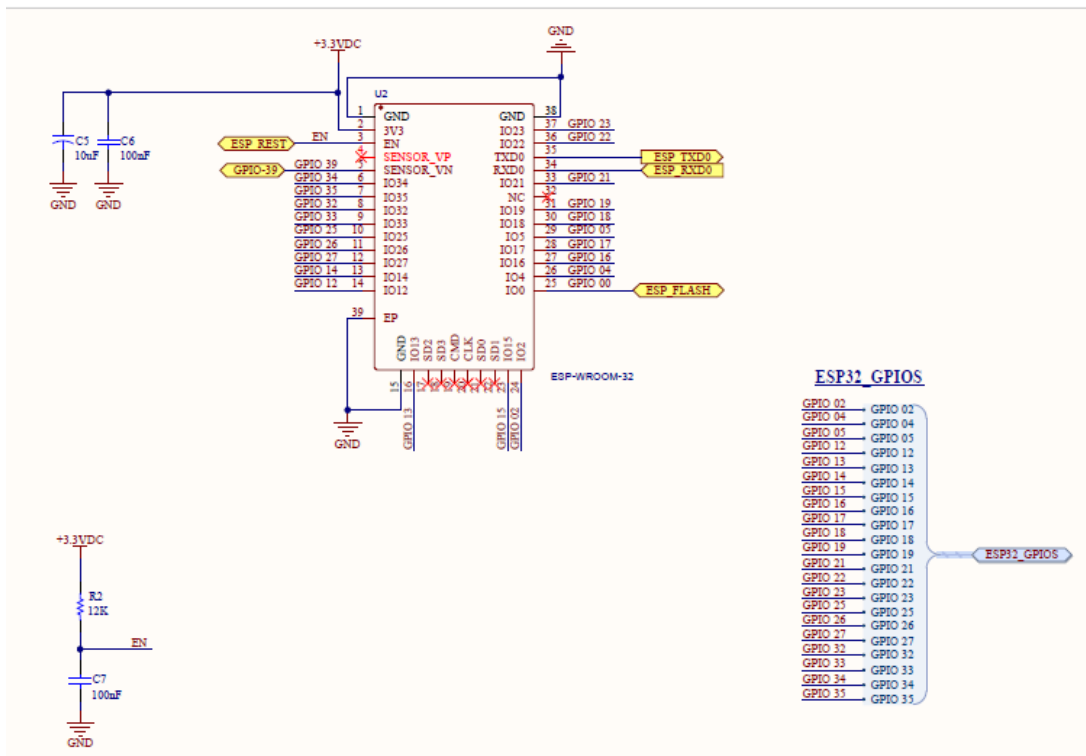 GND
+3.3VDC
U2
1 GND
2 3V3
ESP_REST EN 3 EN
4 SENSOR_VP
GPIO-39 GPIO 39 5 SENSOR_VN
GPIO 34 6 IO34
GPIO 35 7 IO35
GPIO 32 8 IO32
GPIO 33 9 IO33
GPIO 25 10 IO25
GPIO 26 11 IO26
GPIO 27 12 IO27
GPIO 14 13 IO14
GPIO 12 14 IO12
39 EP
GND 38
IO23 37 GPIO 23
IO22 36 GPIO 22
TXD0 35 ESP_TXD0
RXD0 34 ESP_RXD0
IO21 33 GPIO 21
NC 32
IO19 31 GPIO 19
IO18 30 GPIO 18
IO5 29 GPIO 05
IO17 28 GPIO 17
IO16 27 GPIO 16
IO4 26 GPIO 04
IO0 25 GPIO 00 ESP_FLASH
GND 15
IO13 16 GPIO 13
SD2 17
SD3
CMD
CLK
SD0
SD1
IO15 23 GPIO 15
IO2 24 GPIO 02
ESP-WROOM-32
C5
10uF
C6
100nF
GND
GND
GND
+3.3VDC
R2
12K
EN
C7
100nF
GND
ESP32_GPIOS
GPIO 02 GPIO 02
GPIO 04 GPIO 04
GPIO 05 GPIO 05
GPIO 12 GPIO 12
GPIO 13 GPIO 13
GPIO 14 GPIO 14
GPIO 15 GPIO 15
GPIO 16 GPIO 16
GPIO 17 GPIO 17
GPIO 18 GPIO 18
GPIO 19 GPIO 19
GPIO 21 GPIO 21
GPIO 22 GPIO 22
GPIO 23 GPIO 23
GPIO 25 GPIO 25
GPIO 26 GPIO 26
GPIO 27 GPIO 27
GPIO 32 GPIO 32
GPIO 33 GPIO 33
GPIO 34 GPIO 34
GPIO 35 GPIO 35
ESP32_GPIOS